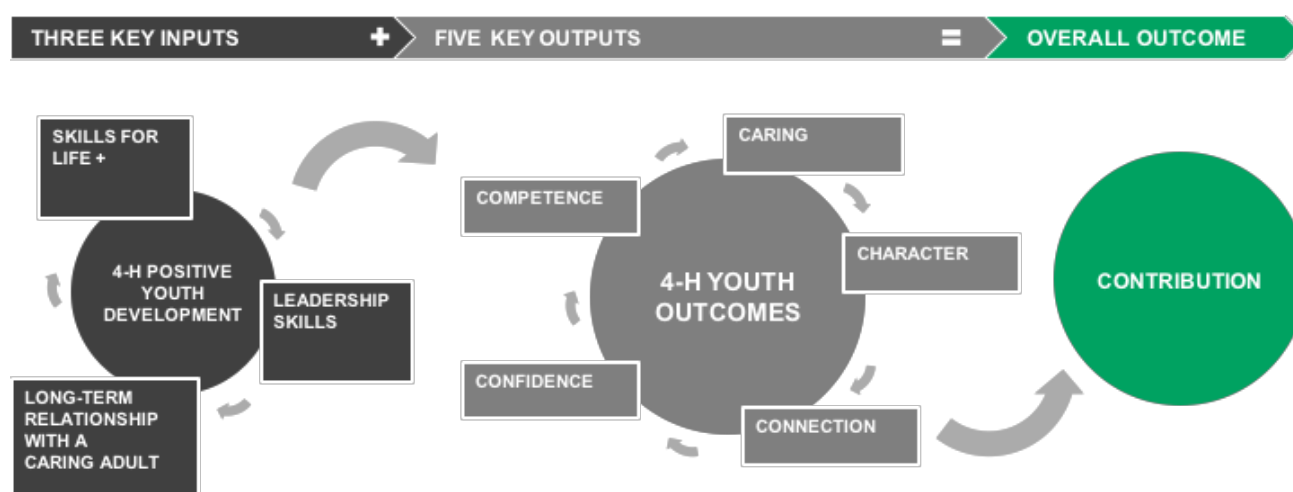 THREE KEY INPUTS + FIVE KEY OUTPUTS = OVERALL OUTCOME
SKILLS FOR
LIFE +
4-H POSITIVE
YOUTH
DEVELOPMENT
LEADERSHIP
SKILLS
LONG-TERM
RELATIONSHIP
WITH A
CARING ADULT
CARING
COMPETENCE
CHARACTER
4-H YOUTH
OUTCOMES
CONFIDENCE
CONNECTION
CONTRIBUTION